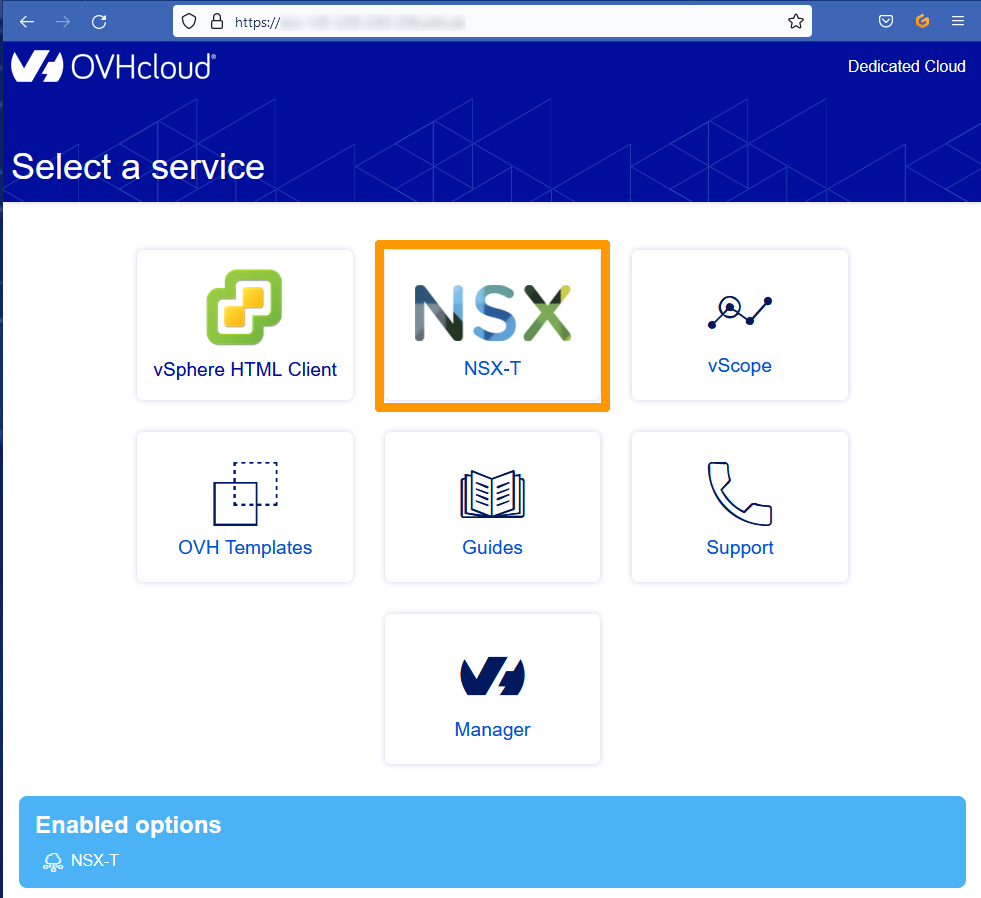 https://
OVHcloud®
Dedicated Cloud
Select a service
vSphere HTML Client
NSX
NSX-T
vScope
OVH Templates
Guides
Support
Manager
Enabled options
NSX-T